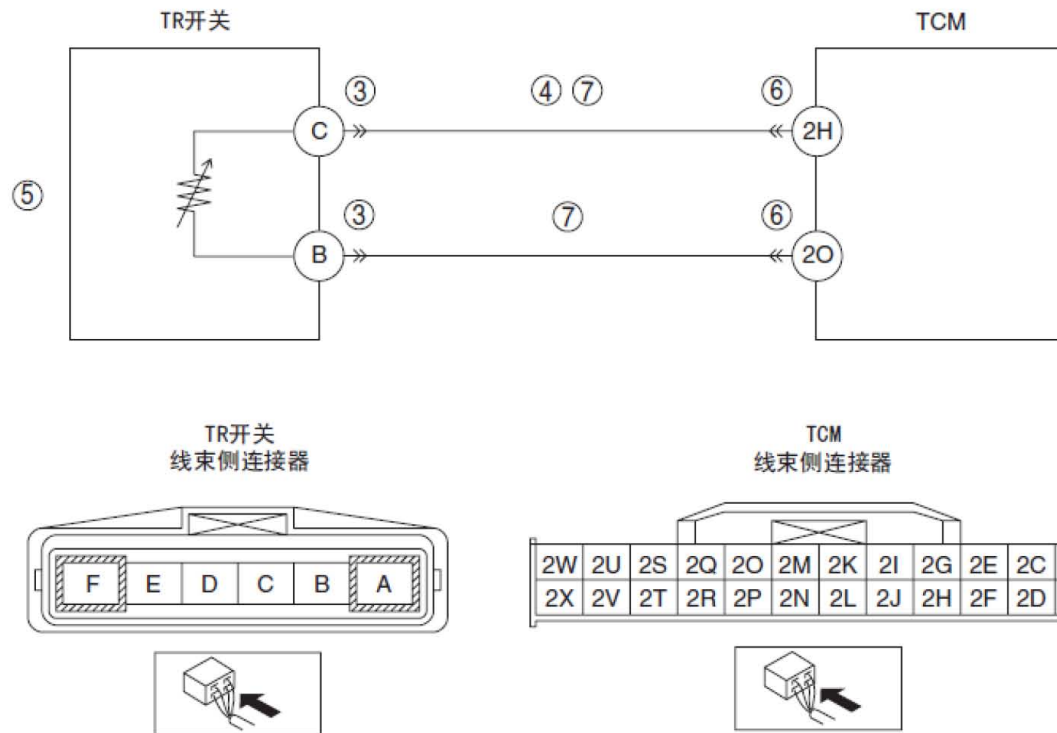 TR开关 TCM
③ ④ ⑦ ⑥
C 2H
⑤
③ ⑦ ⑥
B 2O
TR开关
线束侧连接器
TCM
线束侧连接器
F E D C B A
2W 2U 2S 2Q 2O 2M 2K 2I 2G 2E 2C
2X 2V 2T 2R 2P 2N 2L 2J 2H 2F 2D